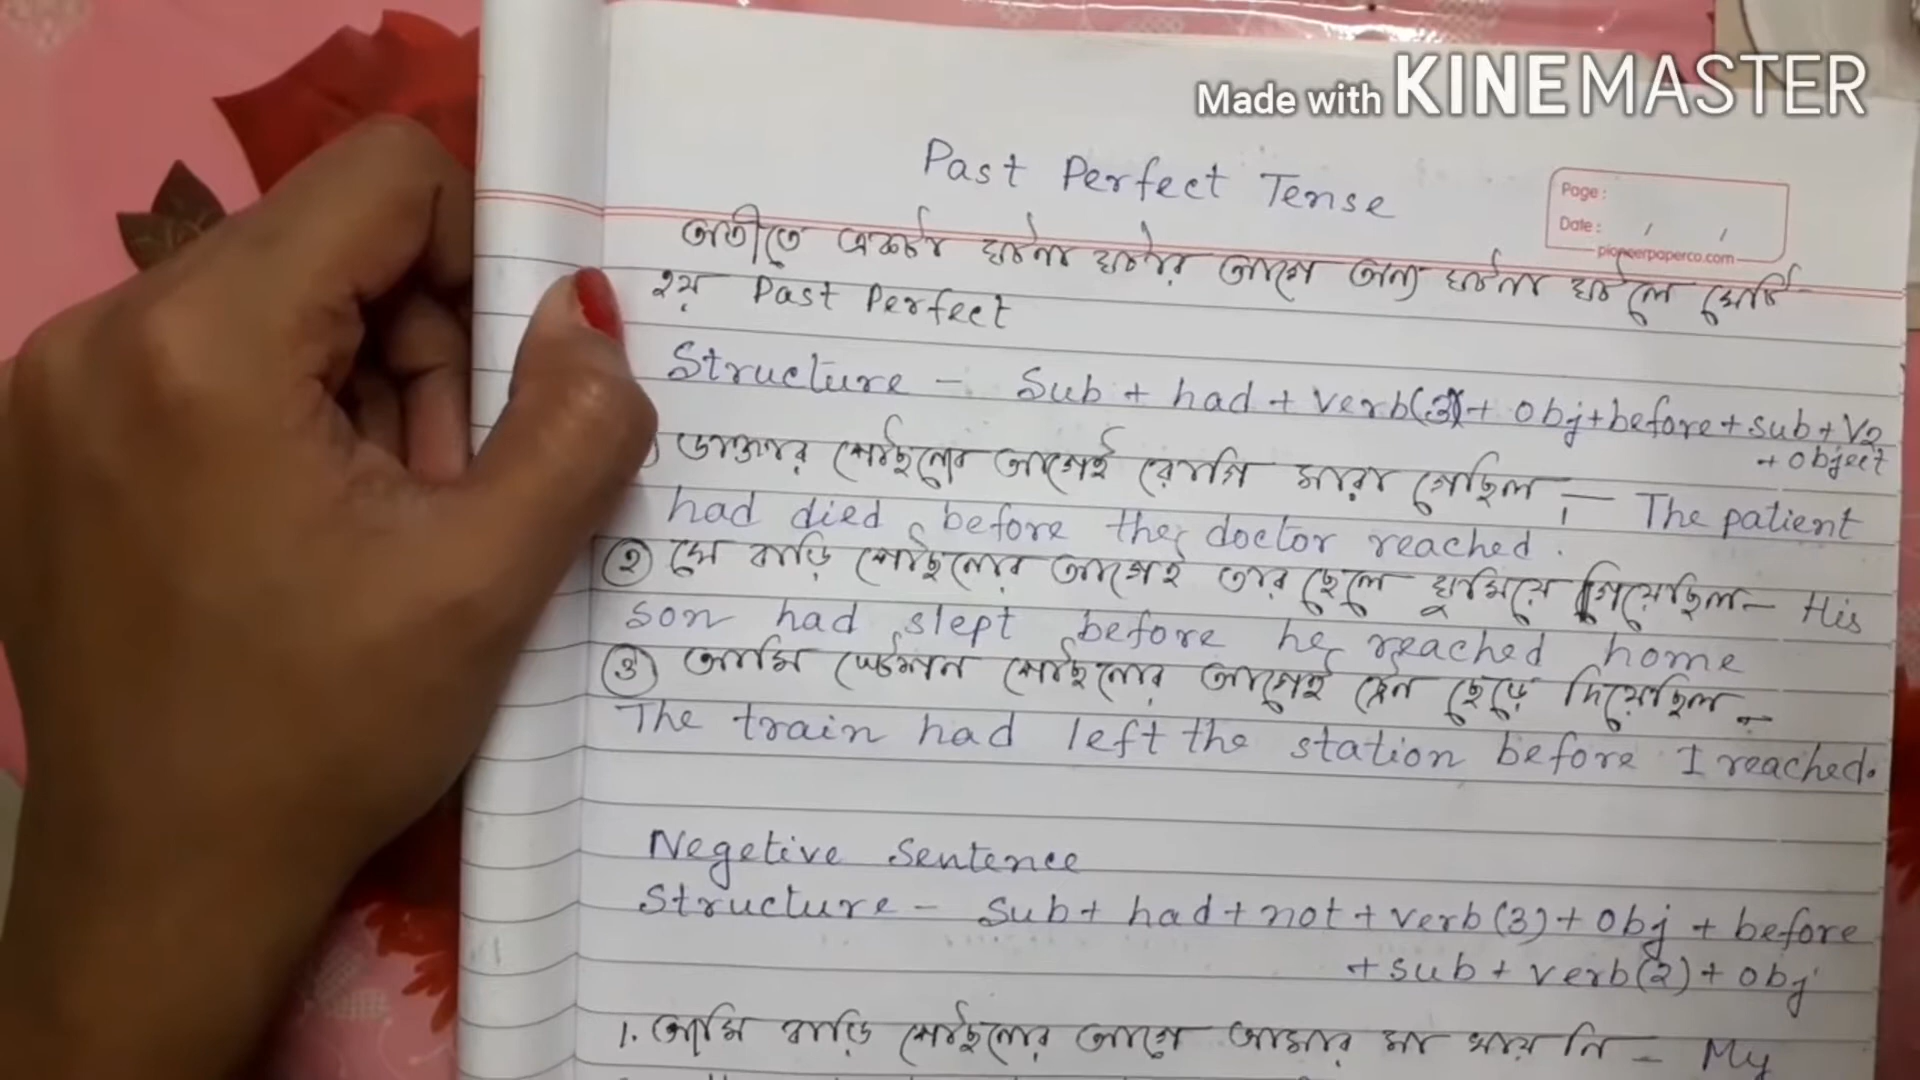 Made with KINEMASTER
Past Perfect Tense
Page :
Date : / /
pioneerpaperco.com
অতীতে একটা ঘটনা ঘটার আগে অন্য ঘটনা ঘটলে সেটি
হয় Past Perfect
Structure - Sub + had + verb(3) + obj + before + sub + V2
+ object
ডাক্তার পৌছনোর আগেই রোগি মারা গেছিল । — The patient
had died before the doctor reached.
② সে বাড়ি পৌছনোর আগেই তার ছেলে ঘুমিয়ে গিয়েছিল - His
son had slept before he reached home
③ আমি স্টেশান পৌছনোর আগেই ট্রেন ছেড়ে দিয়েছিল -
The train had left the station before I reached.
Negetive Sentence
Structure - Sub + had + not + verb (3) + obj + before
+ sub + verb(2) + obj
1. আমি বাড়ি পৌছনোর আগে আমার মা খায় নি - My